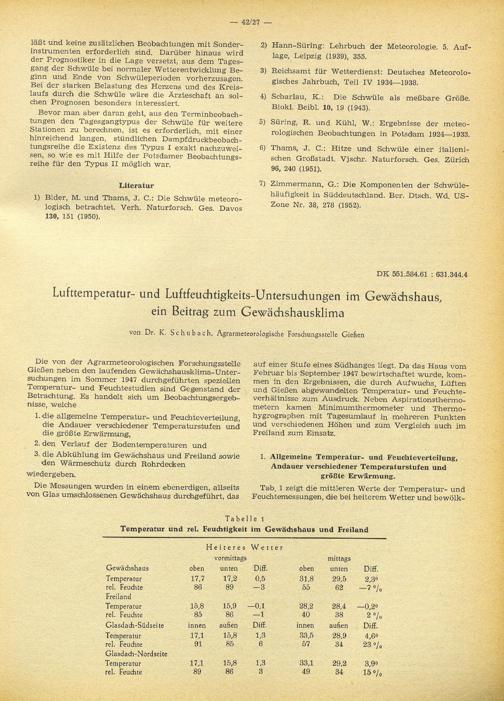 — 42/27 —
läßt und keine zusätzlichen Beobachtungen mit Sonder-
instrumenten erforderlich sind. Darüber hinaus wird
der Prognostiker in die Lage versetzt, aus dem Tages-
gang der Schwüle bei normaler Wetterentwicklung Be-
ginn und Ende von Schwüleperioden vorherzusagen.
Bei der starken Belastung des Herzens und des Kreis-
laufs durch die Schwüle wäre die Ärzteschaft an sol-
chen Prognosen besonders interessiert.
Bevor man aber daran geht, aus den Terminbeobach-
tungen den Tagesgangtypus der Schwüle für weitere
Stationen zu berechnen, ist es erforderlich, mit einer
hinreichend langen, stündlichen Dampfdruckbeobach-
tungsreihe die Existenz des Typus I exakt nachzuwei-
sen, so wie es mit Hilfe der Potsdamer Beobachtungs-
reihe für den Typus II möglich war.
Literatur
1) Bider, M. und Thams, J. C.: Die Schwüle meteoro-
logisch betrachtet. Verh. Naturforsch. Ges. Davos
130, 151 (1950).
2) Hann-Süring: Lehrbuch der Meteorologie. 5. Auf-
lage, Leipzig (1939), 355.
3) Reichsamt für Wetterdienst: Deutsches Meteorolo-
gisches Jahrbuch, Teil IV 1934—1938.
4) Scharlau, K.: Die Schwüle als meßbare Größe.
Biokl. Beibl. 10, 19 (1943).
5) Süring, R. und Kühl, W.: Ergebnisse der meteo-
rologischen Beobachtungen in Potsdam 1924—1933.
6) Thams, J. C.: Hitze und Schwüle einer italieni-
schen Großstadt. Vjschr. Naturforsch. Ges. Zürich
96, 240 (1951).
7) Zimmermann, G.: Die Komponenten der Schwüle-
häufigkeit in Süddeutschland. Ber. Dtsch. Wd. US-
Zone Nr. 38, 278 (1952).
DK 551.584.61 : 631.344.4
Lufttemperatur- und Luftfeuchtigkeits-Untersuchungen im Gewächshaus,
ein Beitrag zum Gewächshausklima
von Dr. K. Schubach, Agrarmeteorologische Forschungsstelle Gießen
Die von der Agrarmeteorologischen Forschungsstelle
Gießen neben den laufenden Gewächshausklima-Unter-
suchungen im Sommer 1947 durchgeführten speziellen
Temperatur- und Feuchtestudien sind Gegenstand der
Betrachtung. Es handelt sich um Beobachtungsergeb-
nisse, welche
1. die allgemeine Temperatur- und Feuchteverteilung,
die Andauer verschiedener Temperaturstufen und
die größte Erwärmung,
2. den Verlauf der Bodentemperaturen und
3. die Abkühlung im Gewächshaus und Freiland sowie
den Wärmeschutz durch Rohrdecken
wiedergeben.
Die Messungen wurden in einem ebenerdigen, allseits
von Glas umschlossenen Gewächshaus durchgeführt, das
auf einer Stufe eines Südhanges liegt. Da das Haus vom
Februar bis September 1947 bewirtschaftet wurde, kom-
men in den Ergebnissen, die durch Aufwuchs, Lüften
und Gießen abgewandelten Temperatur- und Feuchte-
verhältnisse zum Ausdruck. Neben Aspirationsthermo-
metern kamen Minimumthermometer und Thermo-
hygrographen mit Tagesumlauf in mehreren Punkten
und verschiedenen Höhen und zum Vergleich auch im
Freiland zum Einsatz.
1. Allgemeine Temperatur- und Feuchteverteilung,
Andauer verschiedener Temperaturstufen und
größte Erwärmung.
Tab. 1 zeigt die mittleren Werte der Temperatur- und
Feuchtemessungen, die bei heiterem Wetter und bewölk-
Tabelle 1
Temperatur und rel. Feuchtigkeit im Gewächshaus und Freiland
Heiteres Wetter
vormittags mittags
Gewächshaus oben unten Diff. oben unten Diff.
Temperatur 17,7 17,2 0,5 31,8 29,5 2,3°
rel. Feuchte 86 89 —3 55 62 —7 %
Freiland
Temperatur 15,8 15,9 —0,1 28,2 28,4 —0,2°
rel. Feuchte 85 86 —1 40 38 2 %
Glasdach-Südseite innen außen Diff. innen außen Diff.
Temperatur 17,1 15,8 1,3 33,5 28,9 4,6°
rel. Feuchte 91 85 6 57 34 23 %
Glasdach-Nordseite
Temperatur 17,1 15,8 1,3 33,1 29,2 3,9°
rel. Feuchte 89 86 3 49 34 15 %